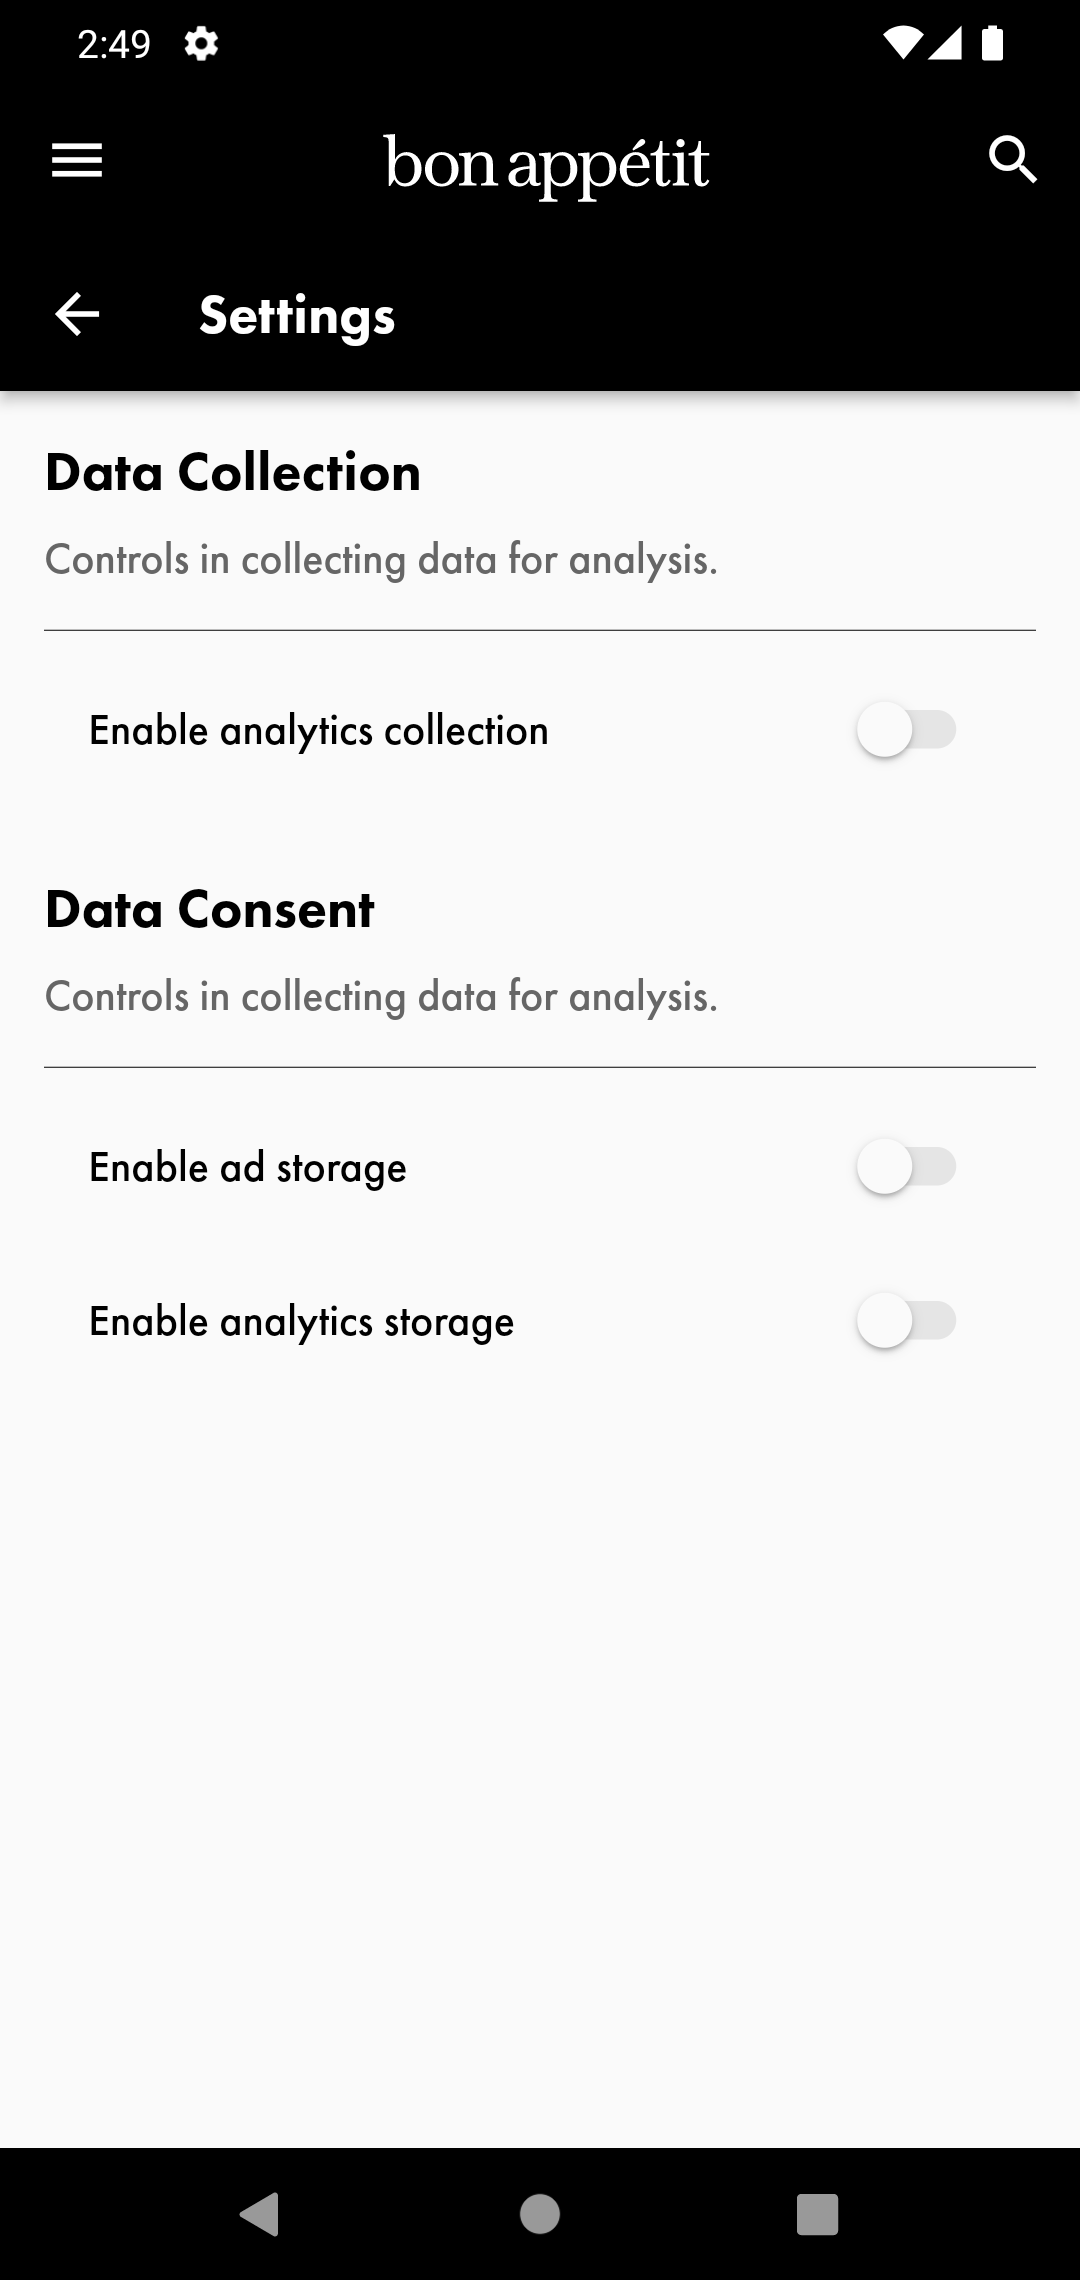 2:49
bon appétit
Settings
Data Collection
Controls in collecting data for analysis.
Enable analytics collection
Data Consent
Controls in collecting data for analysis.
Enable ad storage
Enable analytics storage